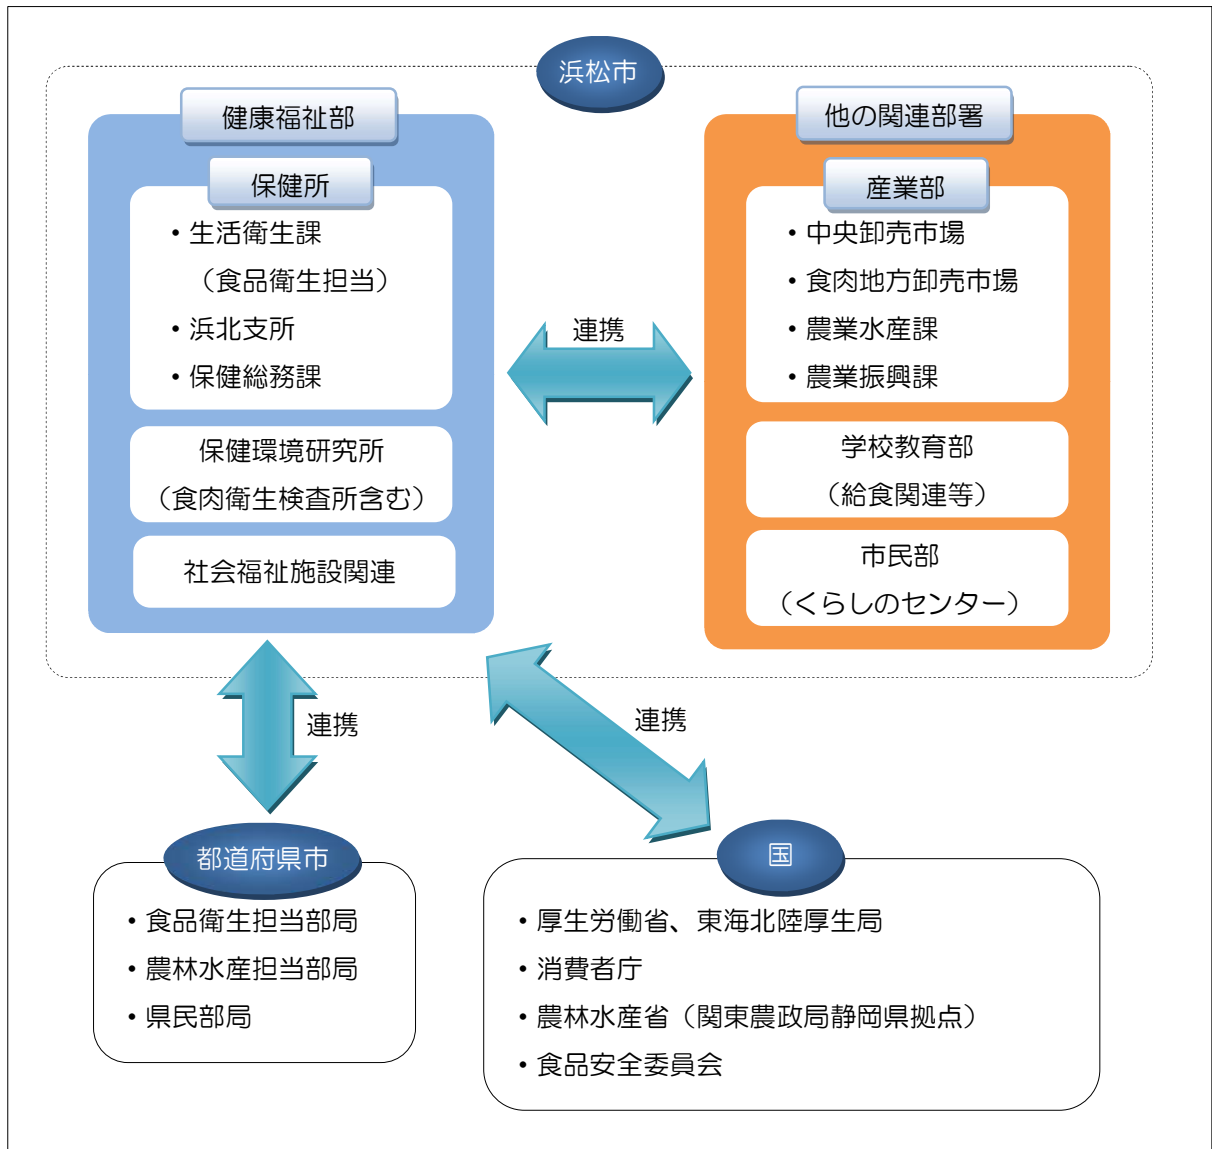 浜松市
健康福祉部
保健所
・生活衛生課
（食品衛生担当）
・浜北支所
・保健総務課
保健環境研究所
（食肉衛生検査所含む）
社会福祉施設関連
連携
他の関連部署
産業部
・中央卸売市場
・食肉地方卸売市場
・農業水産課
・農業振興課
学校教育部
（給食関連等）
市民部
（くらしのセンター）
連携
連携
都道府県市
・食品衛生担当部局
・農林水産担当部局
・県民部局
国
・厚生労働省、東海北陸厚生局
・消費者庁
・農林水産省（関東農政局静岡県拠点）
・食品安全委員会